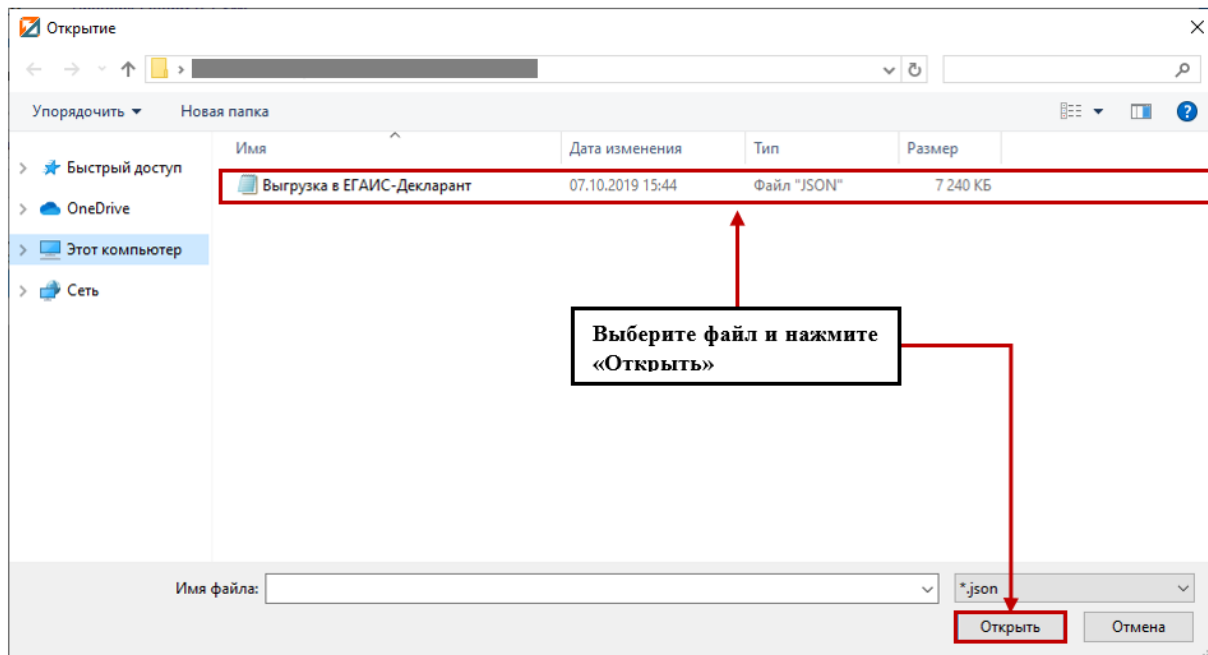 Открытие
Упорядочить
Новая папка
Имя
Дата изменения
Тип
Размер
Быстрый доступ
Выгрузка в ЕГАИС-Декларант
07.10.2019 15:44
Файл "JSON"
7 240 КБ
OneDrive
Этот компьютер
Сеть
Выберите файл и нажмите
«Открыть»
Имя файла:
*.json
Открыть
Отмена